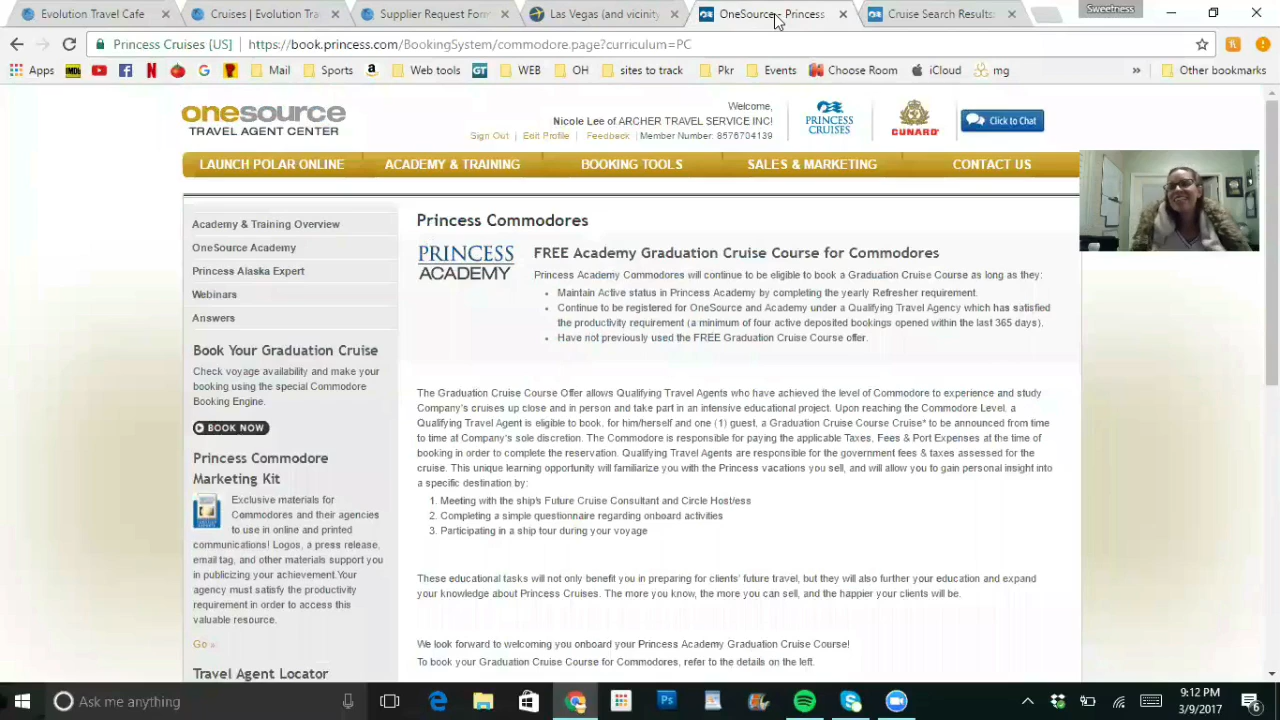 Evolution Travel Cafe
Cruises | Evolution Tra
Supplier Request Form
Las Vegas (and vicinity
OneSource - Princess
Cruise Search Results
Sweetness
Princess Cruises [US] https://book.princess.com/BookingSystem/commodore.page?curriculum=PC
Apps Mail Sports Web tools GT WEB OH sites to track Pkr Events Choose Room iCloud mg » Other bookmarks
onesource
TRAVEL AGENT CENTER
Welcome,
Nicole Lee of ARCHER TRAVEL SERVICE INC!
Sign Out | Edit Profile | Feedback | Member Number: 8576704139
PRINCESS CRUISES
CUNARD
Click to Chat
LAUNCH POLAR ONLINE ACADEMY & TRAINING BOOKING TOOLS SALES & MARKETING CONTACT US
Academy & Training Overview
OneSource Academy
Princess Alaska Expert
Webinars
Answers
Book Your Graduation Cruise
Check voyage availability and make your
booking using the special Commodore
Booking Engine.
BOOK NOW
Princess Commodore
Marketing Kit
Exclusive materials for
Commodores and their agencies
to use in online and printed
communications! Logos, a press release,
email tag, and other materials support you
in publicizing your achievement.Your
agency must satisfy the productivity
requirement in order to access this
valuable resource.
Go »
Travel Agent Locator
Princess Commodores
PRINCESS
ACADEMY
FREE Academy Graduation Cruise Course for Commodores
Princess Academy Commodores will continue to be eligible to book a Graduation Cruise Course as long as they:
• Maintain Active status in Princess Academy by completing the yearly Refresher requirement.
• Continue to be registered for OneSource and Academy under a Qualifying Travel Agency which has satisfied
the productivity requirement (a minimum of four active deposited bookings opened within the last 365 days).
• Have not previously used the FREE Graduation Cruise Course offer.
The Graduation Cruise Course Offer allows Qualifying Travel Agents who have achieved the level of Commodore to experience and study
Company's cruises up close and in person and take part in an intensive educational project. Upon reaching the Commodore Level, a
Qualifying Travel Agent is eligible to book, for him/herself and one (1) guest, a Graduation Cruise Course Cruise* to be announced from time
to time at Company's sole discretion. The Commodore is responsible for paying the applicable Taxes, Fees & Port Expenses at the time of
booking in order to complete the reservation. Qualifying Travel Agents are responsible for the government fees & taxes assessed for the
cruise. This unique learning opportunity will familiarize you with the Princess vacations you sell, and will allow you to gain personal insight into
a specific destination by:
1. Meeting with the ship's Future Cruise Consultant and Circle Host/ess
2. Completing a simple questionnaire regarding onboard activities
3. Participating in a ship tour during your voyage
These educational tasks will not only benefit you in preparing for clients' future travel, but they will also further your education and expand
your knowledge about Princess Cruises. The more you know, the more you can sell, and the happier your clients will be.
We look forward to welcoming you onboard your Princess Academy Graduation Cruise Course!
To book your Graduation Cruise Course for Commodores, refer to the details on the left.
Ask me anything
9:12 PM
3/9/2017
6